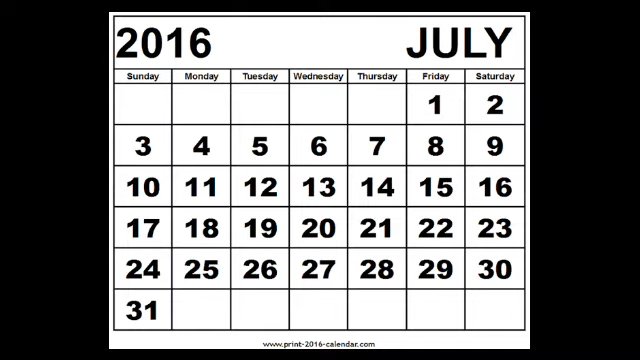 2016 JULY
Sunday Monday Tuesday Wednesday Thursday Friday Saturday
1 2
3 4 5 6 7 8 9
10 11 12 13 14 15 16
17 18 19 20 21 22 23
24 25 26 27 28 29 30
31
www.print-2016-calendar.com